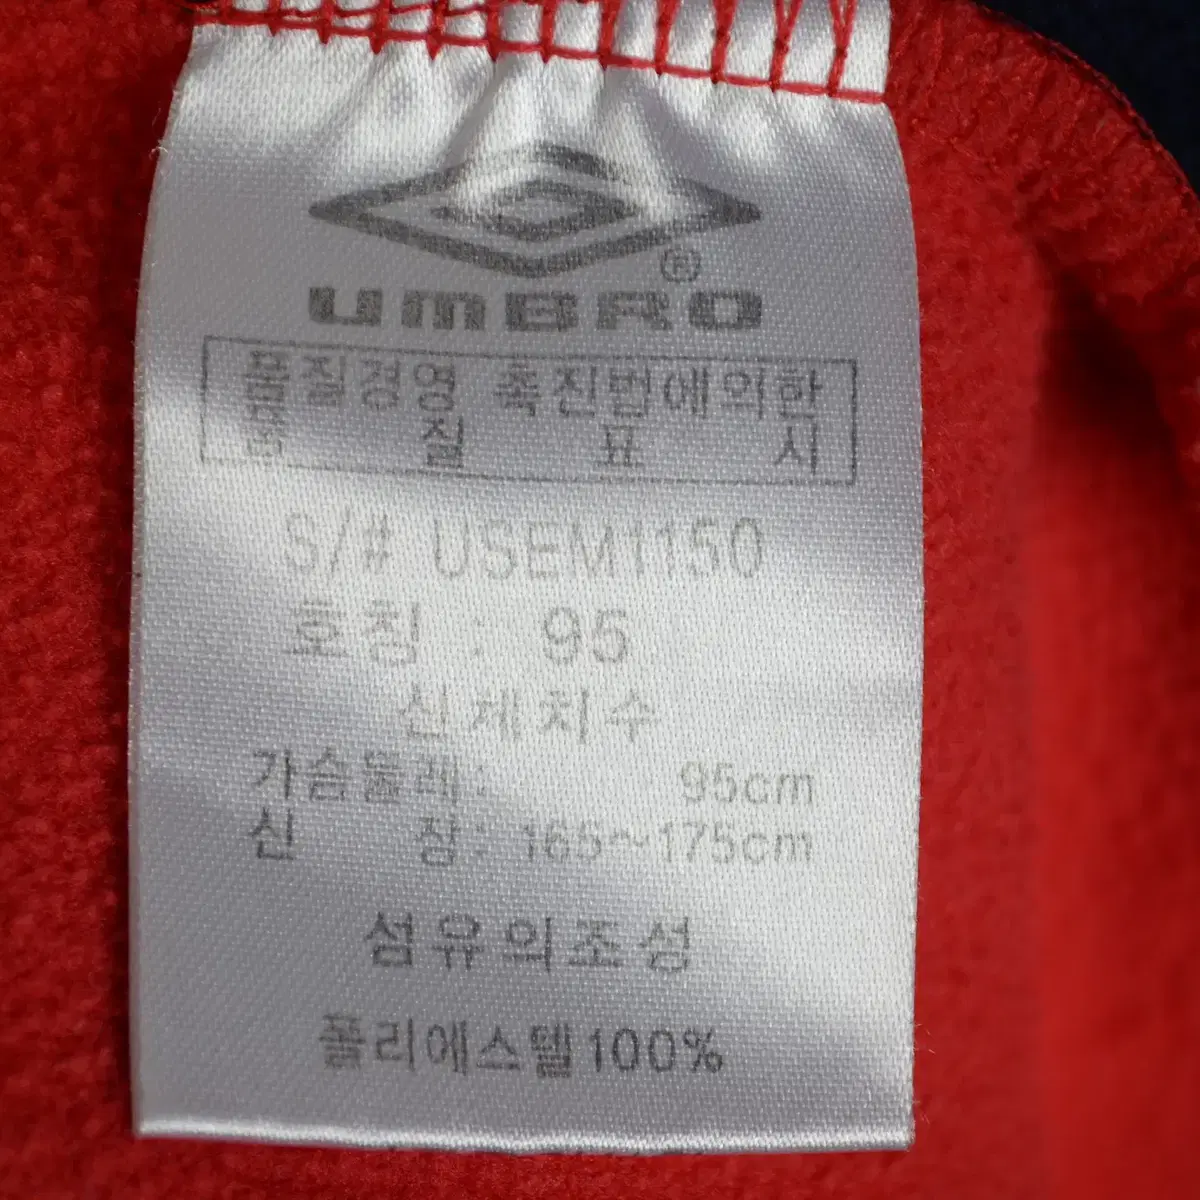 ®
UMBRO
품질경영 촉진법에의한
품 질 표 시
S/# USEM1150
호칭 : 95
신체치수
가슴둘레: 95cm
신 장: 165~175cm
섬유의조성
폴리에스텔100%